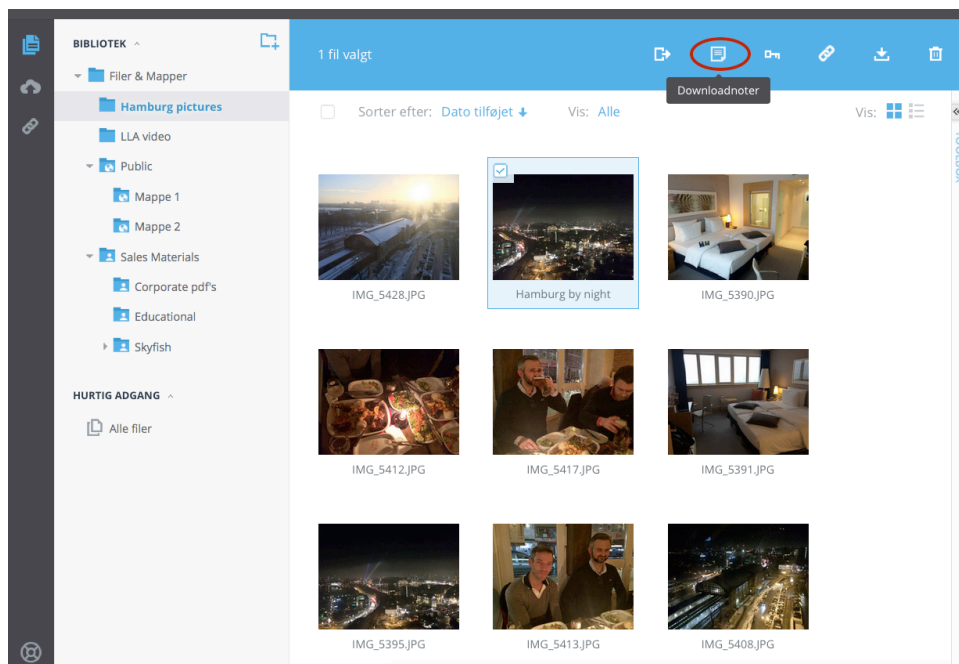 BIBLIOTEK
Filer & Mapper
Hamburg pictures
LLA video
Public
Mappe 1
Mappe 2
Sales Materials
Corporate pdf's
Educational
Skyfish
HURTIG ADGANG
Alle filer
1 fil valgt
Downloadnoter
Sorter efter: Dato tilføjet Vis: Alle Vis:
TOOLBOX
IMG_5428.JPG Hamburg by night IMG_5390.JPG
IMG_5412.JPG IMG_5417.JPG IMG_5391.JPG
IMG_5395.JPG IMG_5413.JPG IMG_5408.JPG